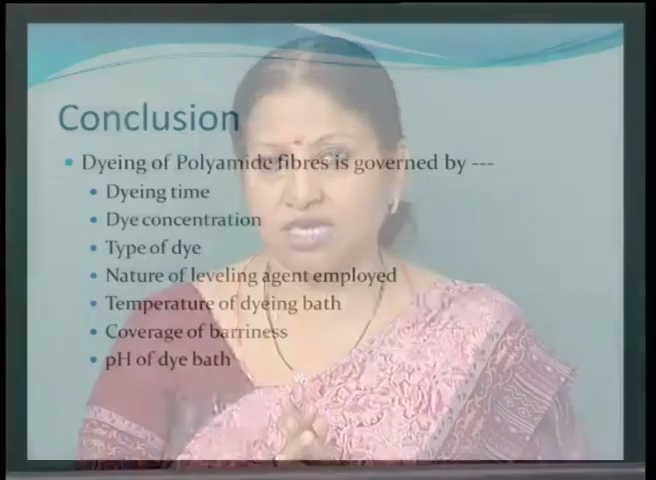 Conclusion
Dyeing of Polyamide fibres is governed by ---
Dyeing time
Dye concentration
Type of dye
Nature of leveling agent employed
Temperature of dyeing bath
Coverage of barriness
pH of dye bath